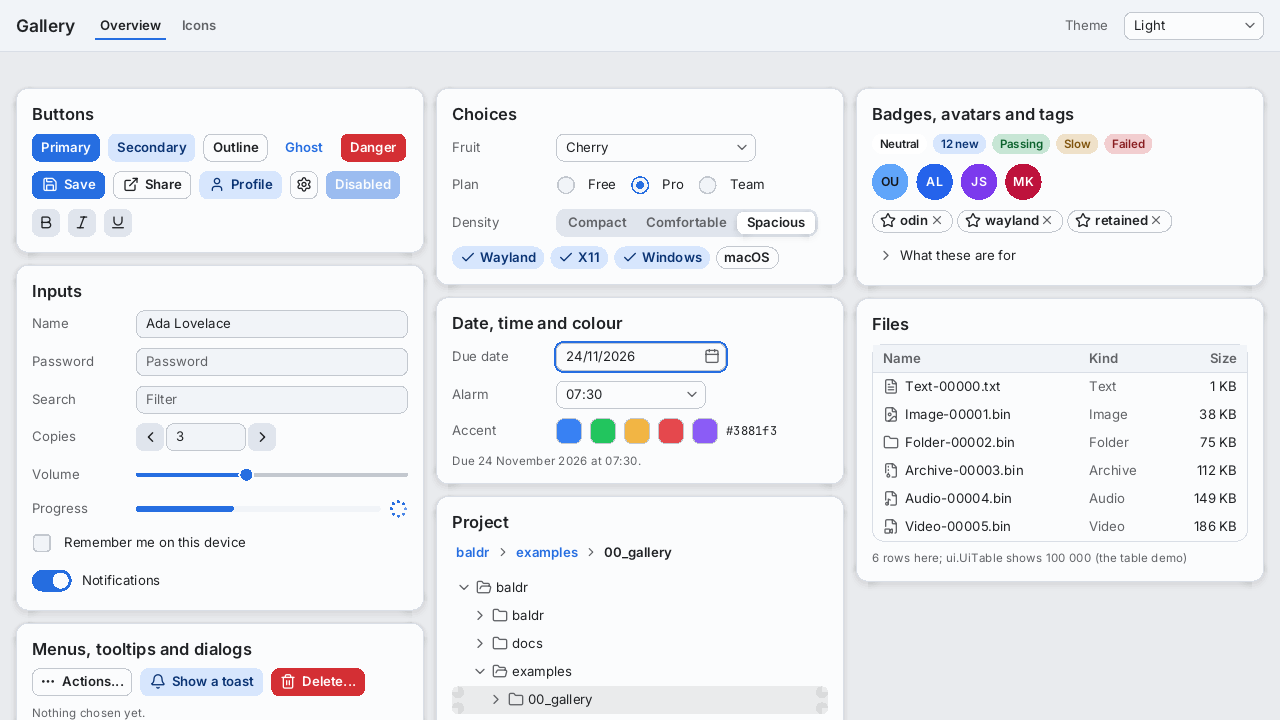 Gallery Overview Icons Theme Light
Buttons
Primary Secondary Outline Ghost Danger
Save Share Profile Disabled
B I U
Inputs
Name Ada Lovelace
Password Password
Search Filter
Copies 3
Volume
Progress
Remember me on this device
Notifications
Menus, tooltips and dialogs
Actions... Show a toast Delete...
Nothing chosen yet.
Choices
Fruit Cherry
Plan Free Pro Team
Density Compact Comfortable Spacious
Wayland X11 Windows macOS
Date, time and colour
Due date 24/11/2026
Alarm 07:30
Accent #3881f3
Due 24 November 2026 at 07:30.
Project
baldr examples 00_gallery
baldr
baldr
docs
examples
00_gallery
Badges, avatars and tags
Neutral 12 new Passing Slow Failed
OU AL JS MK
odin wayland retained
What these are for
Files
Name Kind Size
Text-00000.txt Text 1 KB
Image-00001.bin Image 38 KB
Folder-00002.bin Folder 75 KB
Archive-00003.bin Archive 112 KB
Audio-00004.bin Audio 149 KB
Video-00005.bin Video 186 KB
6 rows here; ui.UiTable shows 100 000 (the table demo)